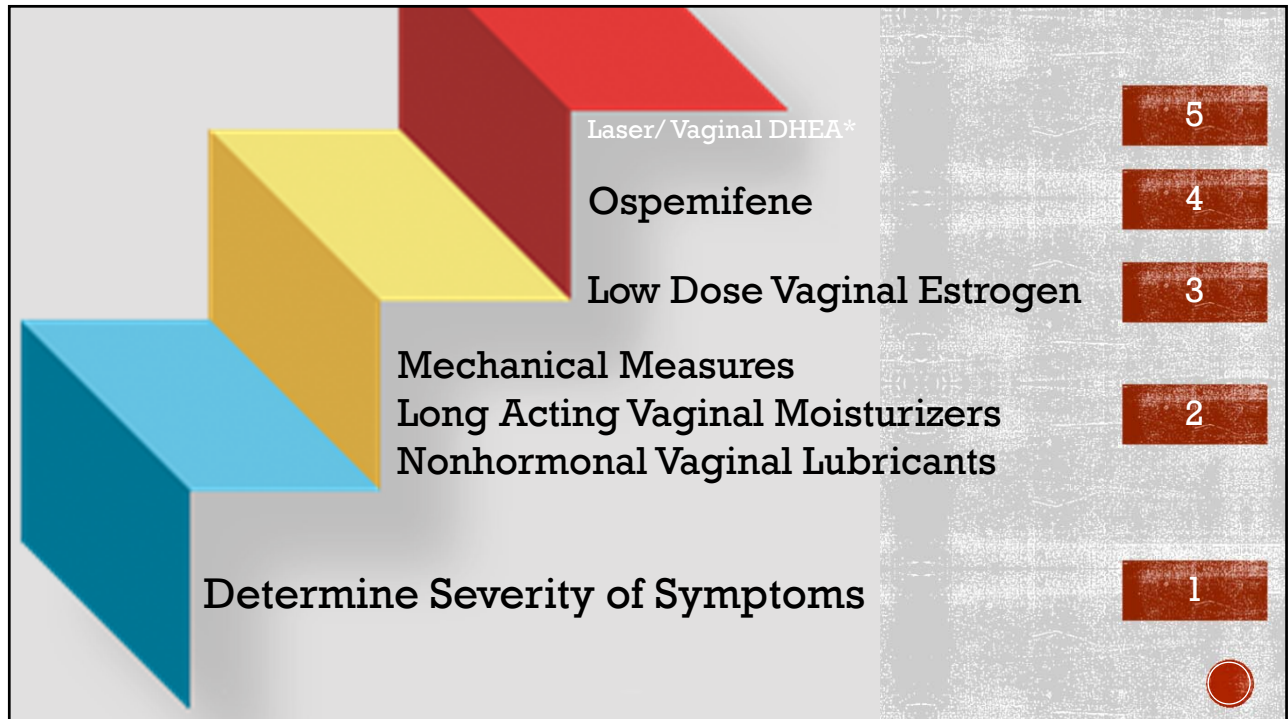 Laser/ Vaginal DHEA*
5
Ospemifene
4
Low Dose Vaginal Estrogen
3
Mechanical Measures
Long Acting Vaginal Moisturizers
2
Nonhormonal Vaginal Lubricants
Determine Severity of Symptoms
1